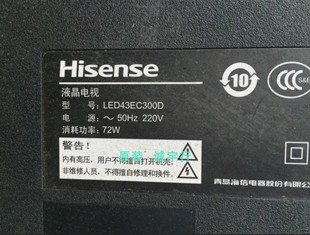 Hisense
液晶电视
型 号：LED43EC300D
电 源：～ 50Hz 220V
消耗功率：72W
10
CCC
S&E
警告！
内有高压，用户不得擅自打开机壳。
非维修人员，不得自修理和换件。
青岛海信电器股份有限公